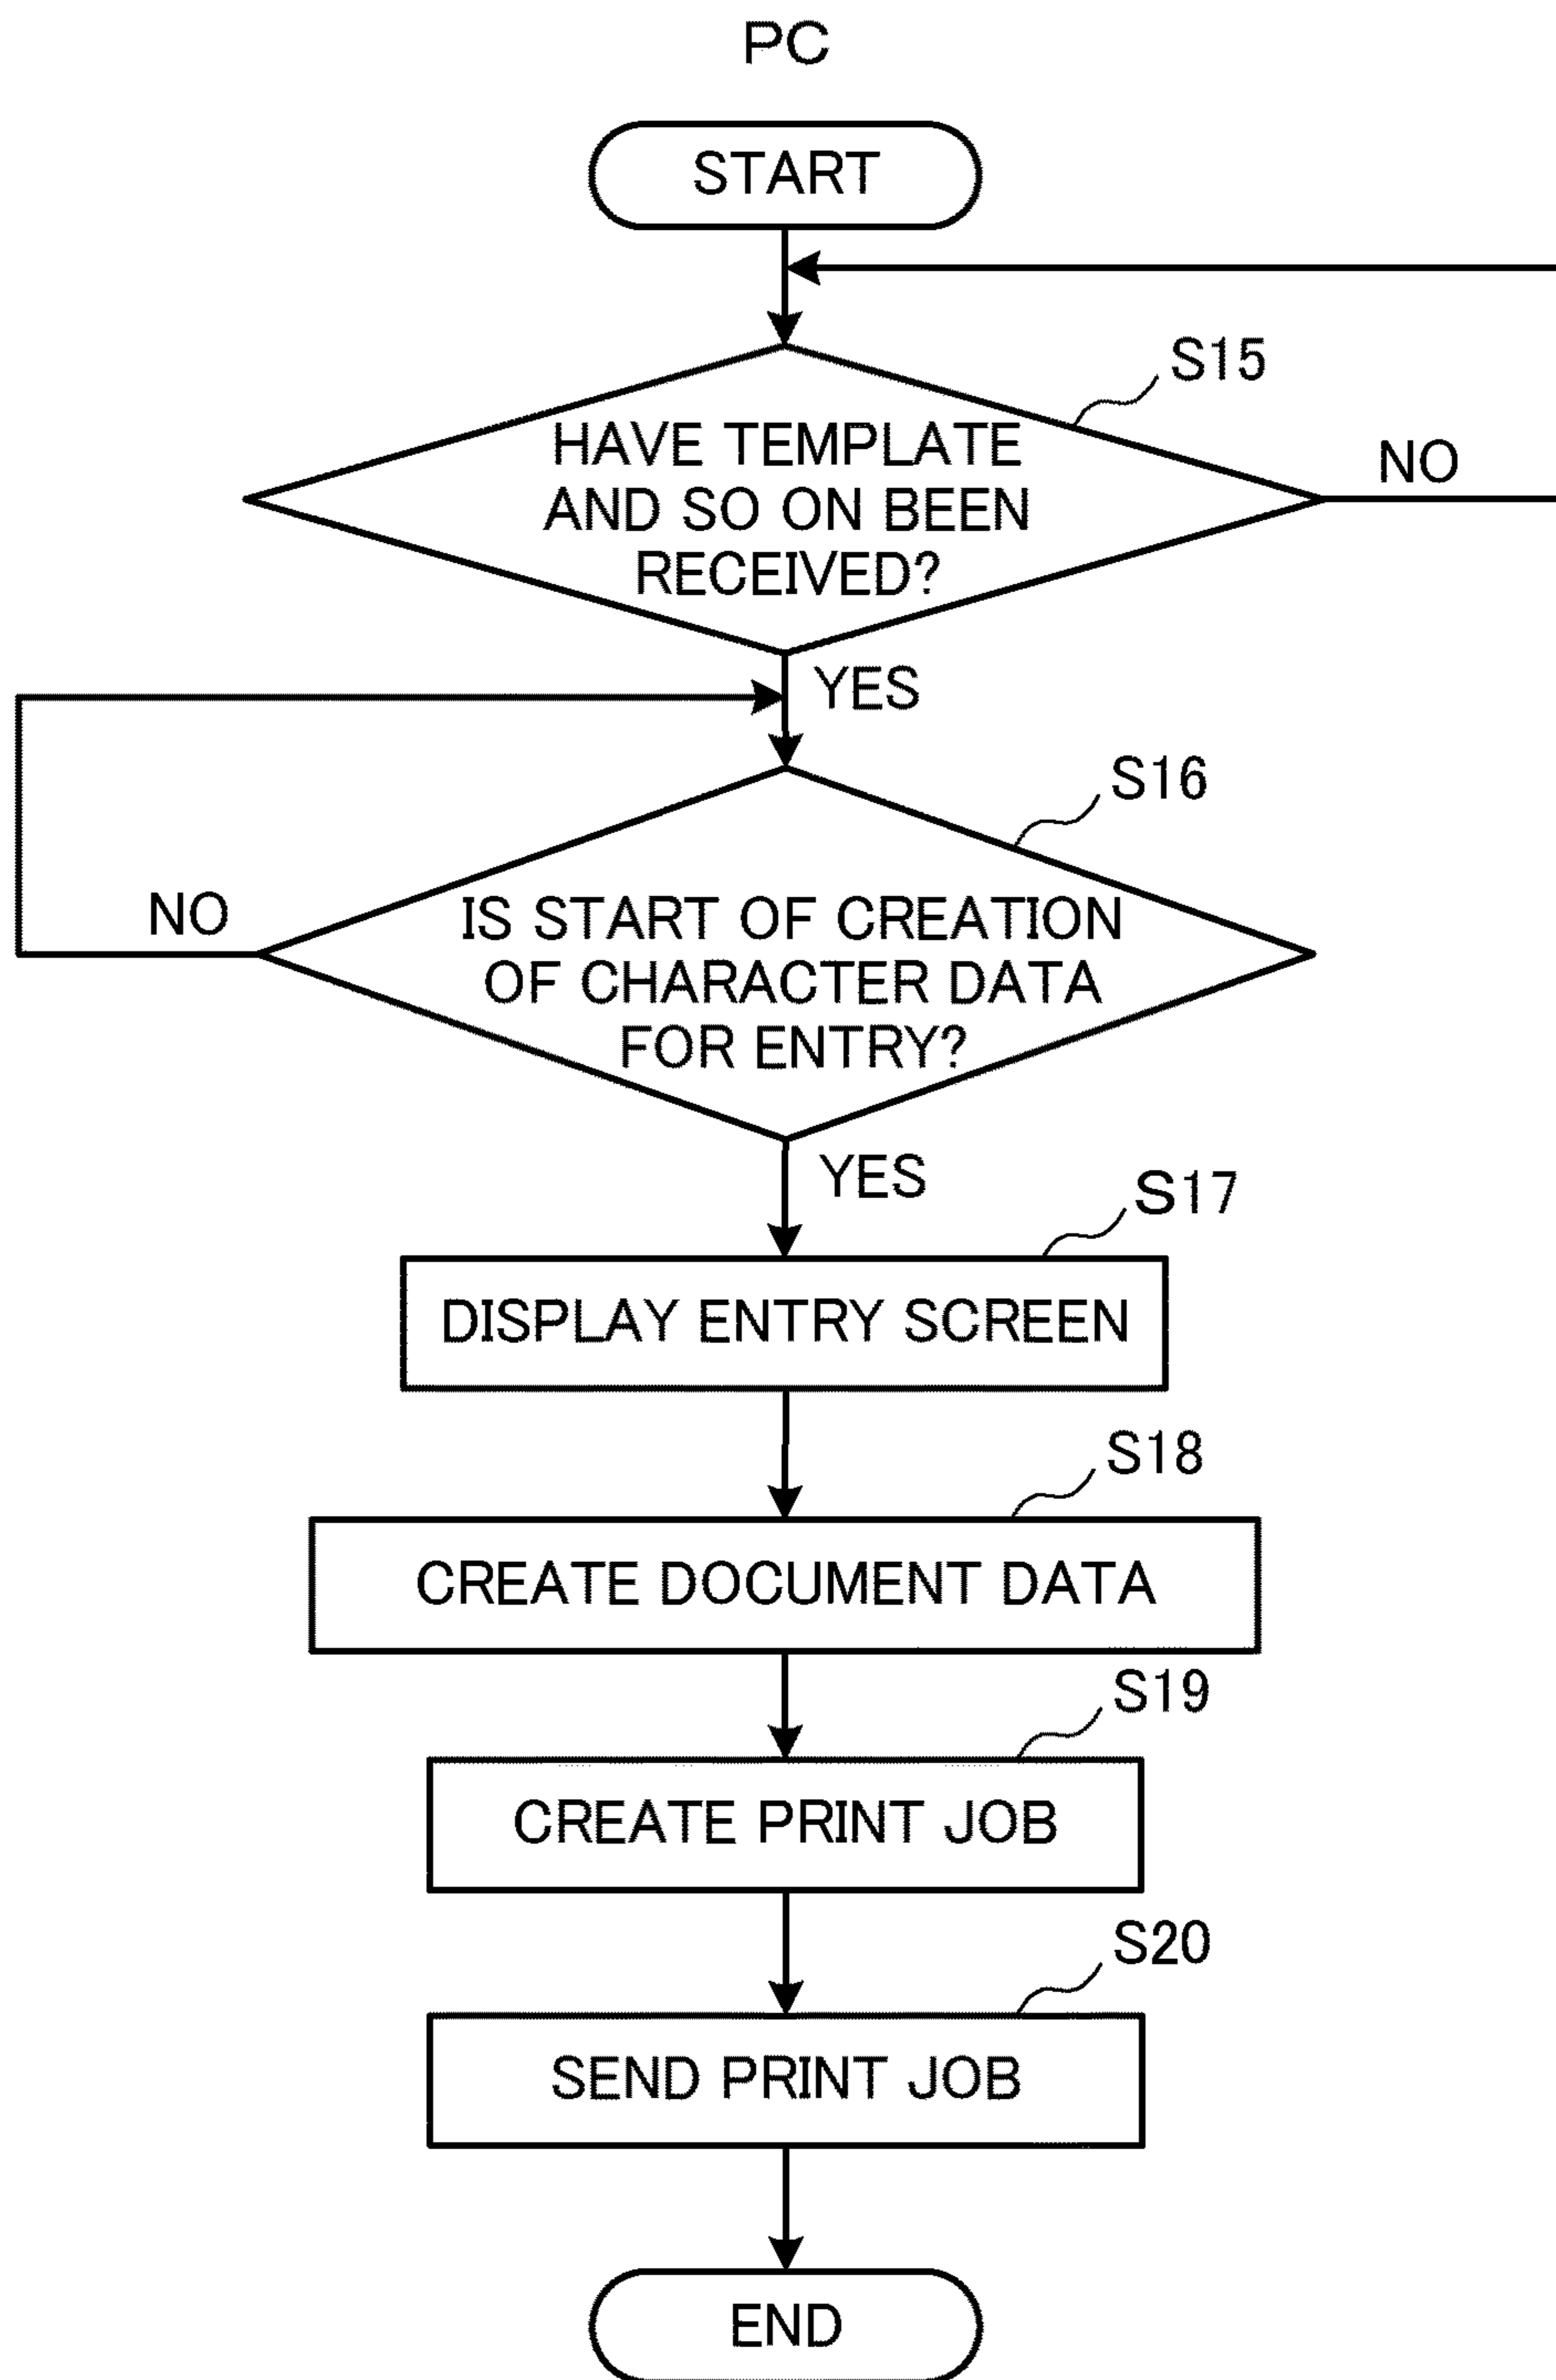 PC
START
S15
HAVE TEMPLATE
AND SO ON BEEN
RECEIVED?
NO
YES
S16
IS START OF CREATION
OF CHARACTER DATA
FOR ENTRY?
NO
YES
S17
DISPLAY ENTRY SCREEN
S18
CREATE DOCUMENT DATA
S19
CREATE PRINT JOB
S20
SEND PRINT JOB
END